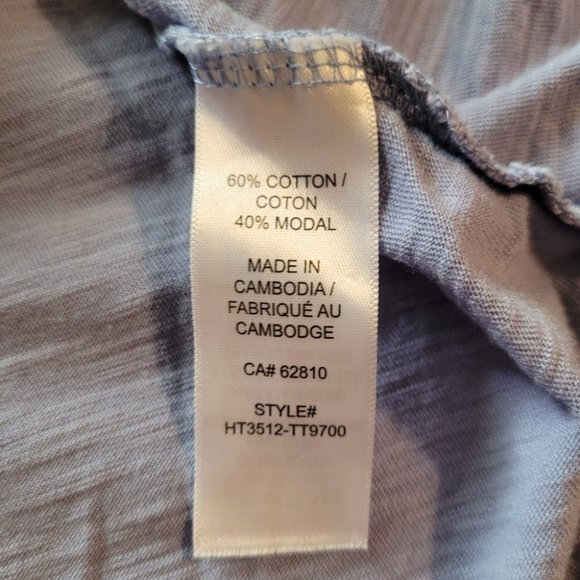 60% COTTON /
COTON
40% MODAL
MADE IN
CAMBODIA /
FABRIQUÉ AU
CAMBODGE
CA# 62810
STYLE#
HT3512-TT9700